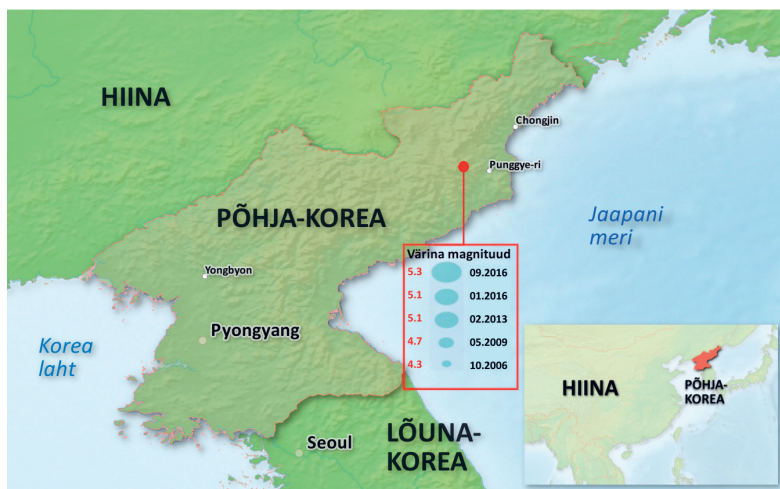 HIINA
Chongjin
Punggye-ri
PÕHJA-KOREA
Jaapani
meri
Yongbyon
Värina magnituud
5.3 09.2016
5.1 01.2016
5.1 02.2013
4.7 05.2009
4.3 10.2006
Pyongyang
Korea
laht
HIINA
PÕHJA-
KOREA
Seoul
LÕUNA-
KOREA